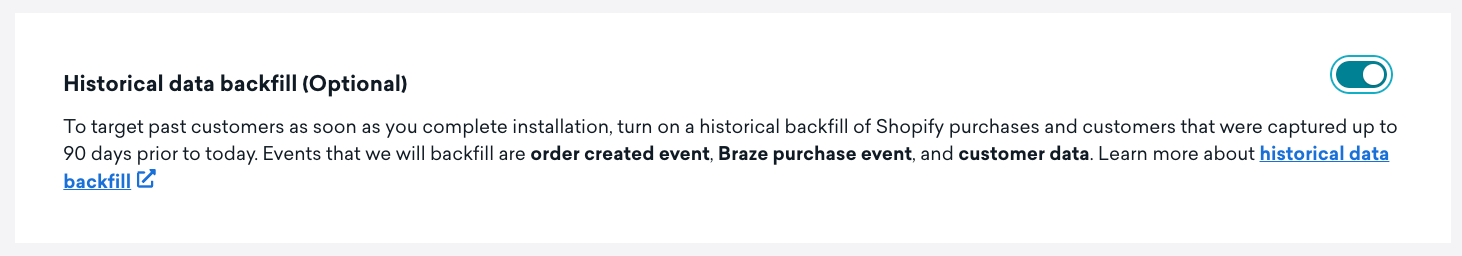 Historical data backfill (Optional)
To target past customers as soon as you complete installation, turn on a historical backfill of Shopify purchases and customers that were captured up to
90 days prior to today. Events that we will backfill are order created event, Braze purchase event, and customer data. Learn more about historical data
backfill